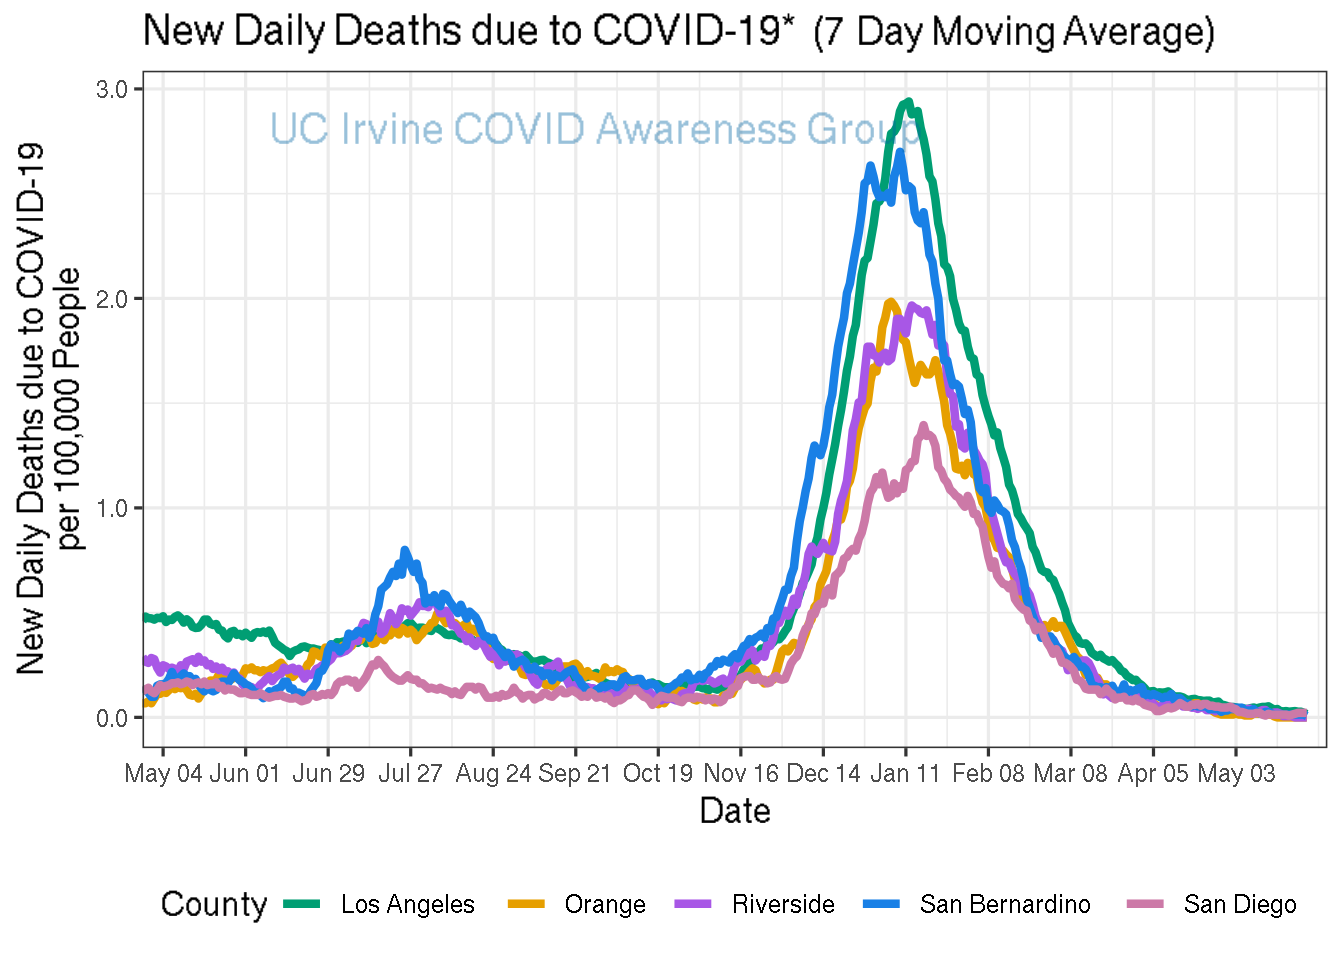 New Daily Deaths due to COVID-19* (7 Day Moving Average)
UC Irvine COVID Awareness Group
New Daily Deaths due to COVID-19
per 100,000 People
3.0
2.0
1.0
0.0
May 04 Jun 01 Jun 29 Jul 27 Aug 24 Sep 21 Oct 19 Nov 16 Dec 14 Jan 11 Feb 08 Mar 08 Apr 05 May 03
Date
County Los Angeles Orange Riverside San Bernardino San Diego